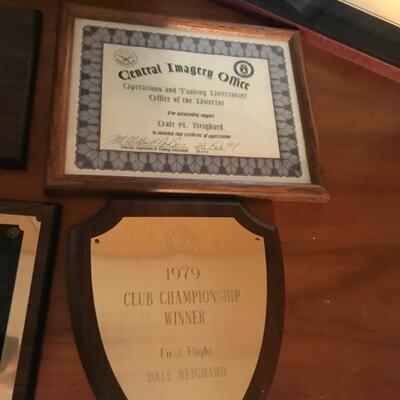 Central Imagery Office
Operations and Tasking Directorate
Office of the Director
For outstanding support
Dale A. Reighard
is awarded this certificate of appreciation
Date
1979
CLUB CHAMPIONSHIP
WINNER
First Flight
DALE REIGHARD